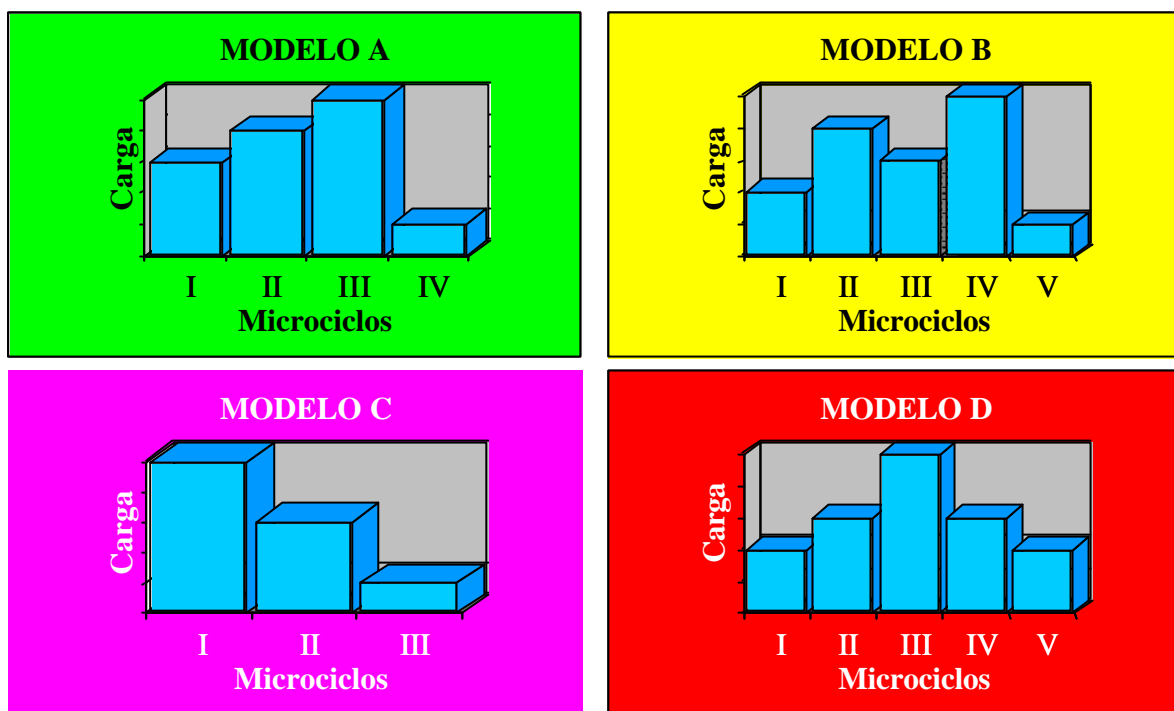 MODELO A
Carga
I II III IV
Microciclos
MODELO B
Carga
I II III IV V
Microciclos
MODELO C
Carga
I II III
Microciclos
MODELO D
Carga
I II III IV V
Microciclos